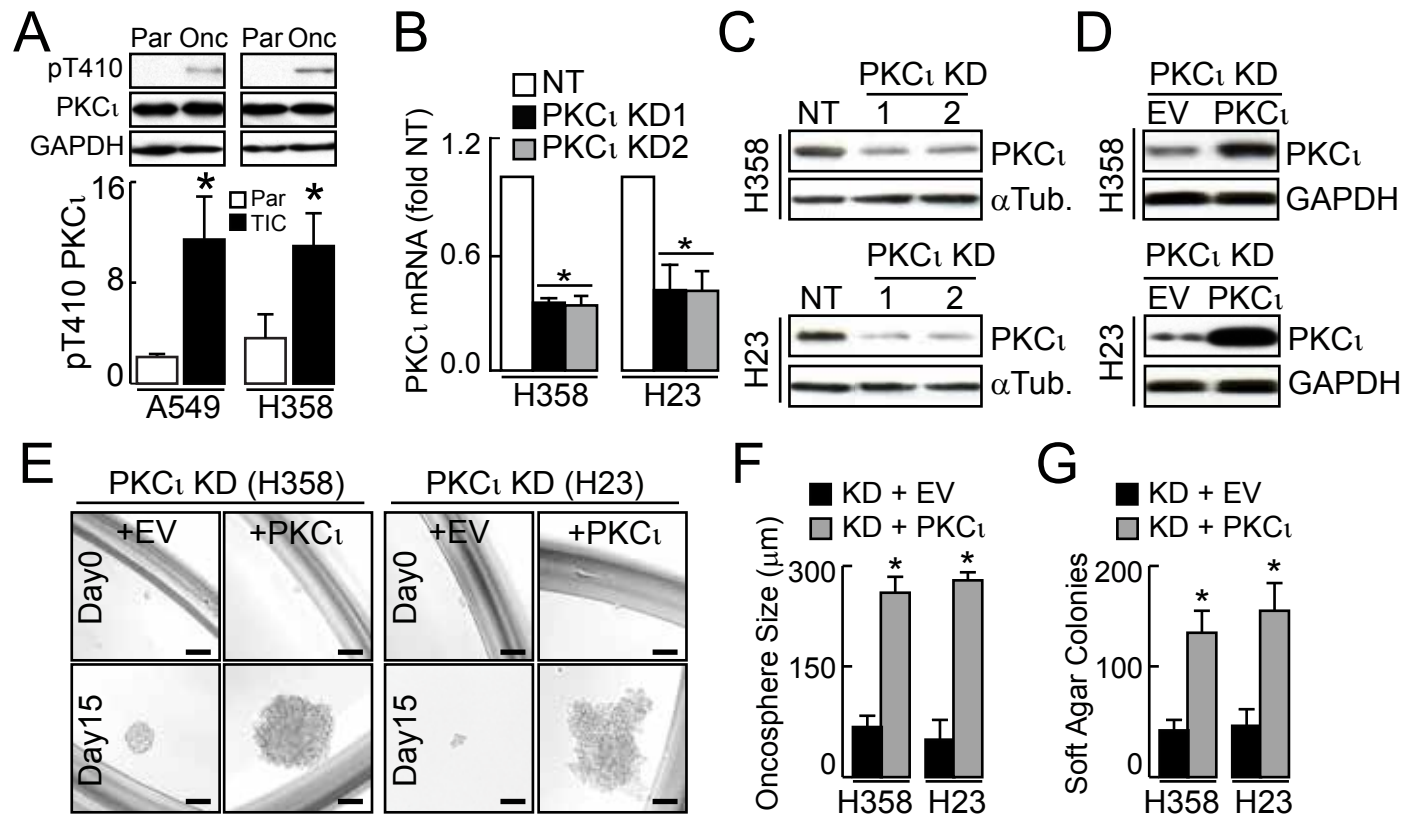 A
Par Onc Par Onc
pT410
PKCι
GAPDH
pT410 PKCι
16
8
0
Par
TIC
* *
A549 H358
B
NT
PKCι KD1
PKCι KD2
PKCι mRNA (fold NT)
1.2
0.6
0.0
* *
H358 H23
C
PKCι KD
NT 1 2
H358
PKCι
αTub.
PKCι KD
NT 1 2
H23
PKCι
αTub.
D
PKCι KD
EV PKCι
H358
PKCι
GAPDH
PKCι KD
EV PKCι
H23
PKCι
GAPDH
E
PKCι KD (H358) PKCι KD (H23)
+EV +PKCι +EV +PKCι
Day0 Day0
Day15 Day15
F
KD + EV
KD + PKCι
Oncosphere Size (μm)
300
150
0
* *
H358 H23
G
KD + EV
KD + PKCι
Soft Agar Colonies
200
100
0
* *
H358 H23